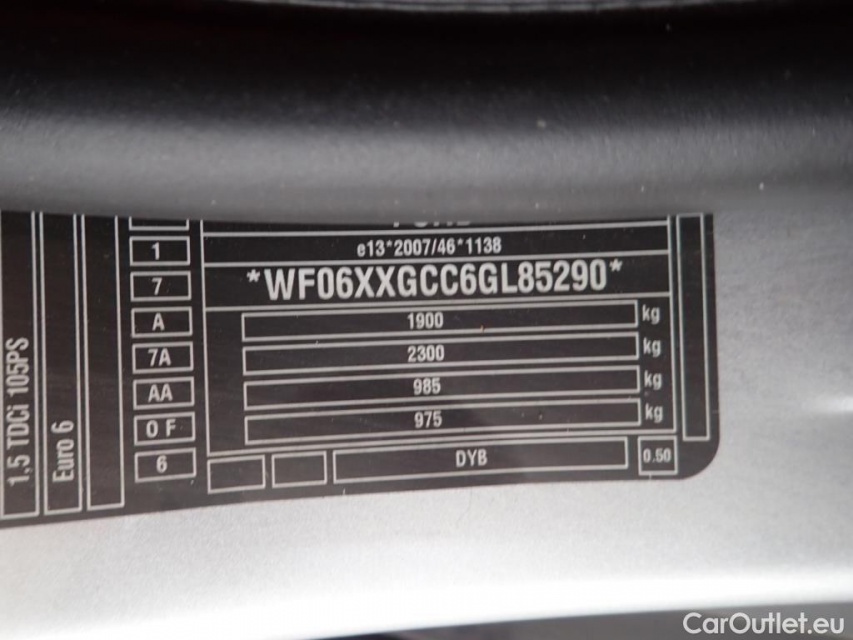 1 e13*2007/46*1138
7 *WF06XXGCC6GL85290*
A 1900 kg
7A 2300 kg
AA 985 kg
0F 975 kg
6 DYB 0.50
1,5 TDCi 105PS
Euro 6
CarOutlet.eu